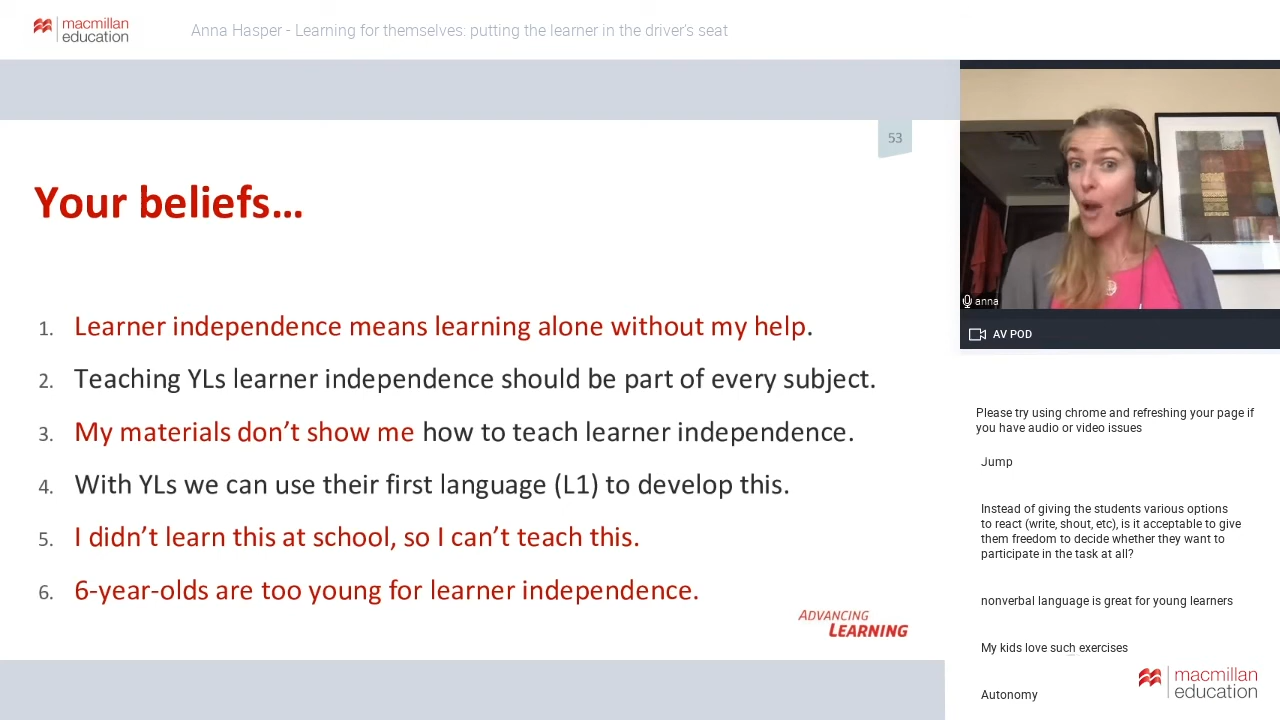 macmillan
education
Anna Hasper - Learning for themselves: putting the learner in the driver's seat
53
Your beliefs…
1. Learner independence means learning alone without my help.
2. Teaching YLs learner independence should be part of every subject.
3. My materials don't show me how to teach learner independence.
4. With YLs we can use their first language (L1) to develop this.
5. I didn't learn this at school, so I can't teach this.
6. 6-year-olds are too young for learner independence.
ADVANCING
LEARNING
anna
AV POD
Please try using chrome and refreshing your page if
you have audio or video issues
Jump
Instead of giving the students various options
to react (write, shout, etc), is it acceptable to give
them freedom to decide whether they want to
participate in the task at all?
nonverbal language is great for young learners
My kids love such exercises
Autonomy
macmillan
education